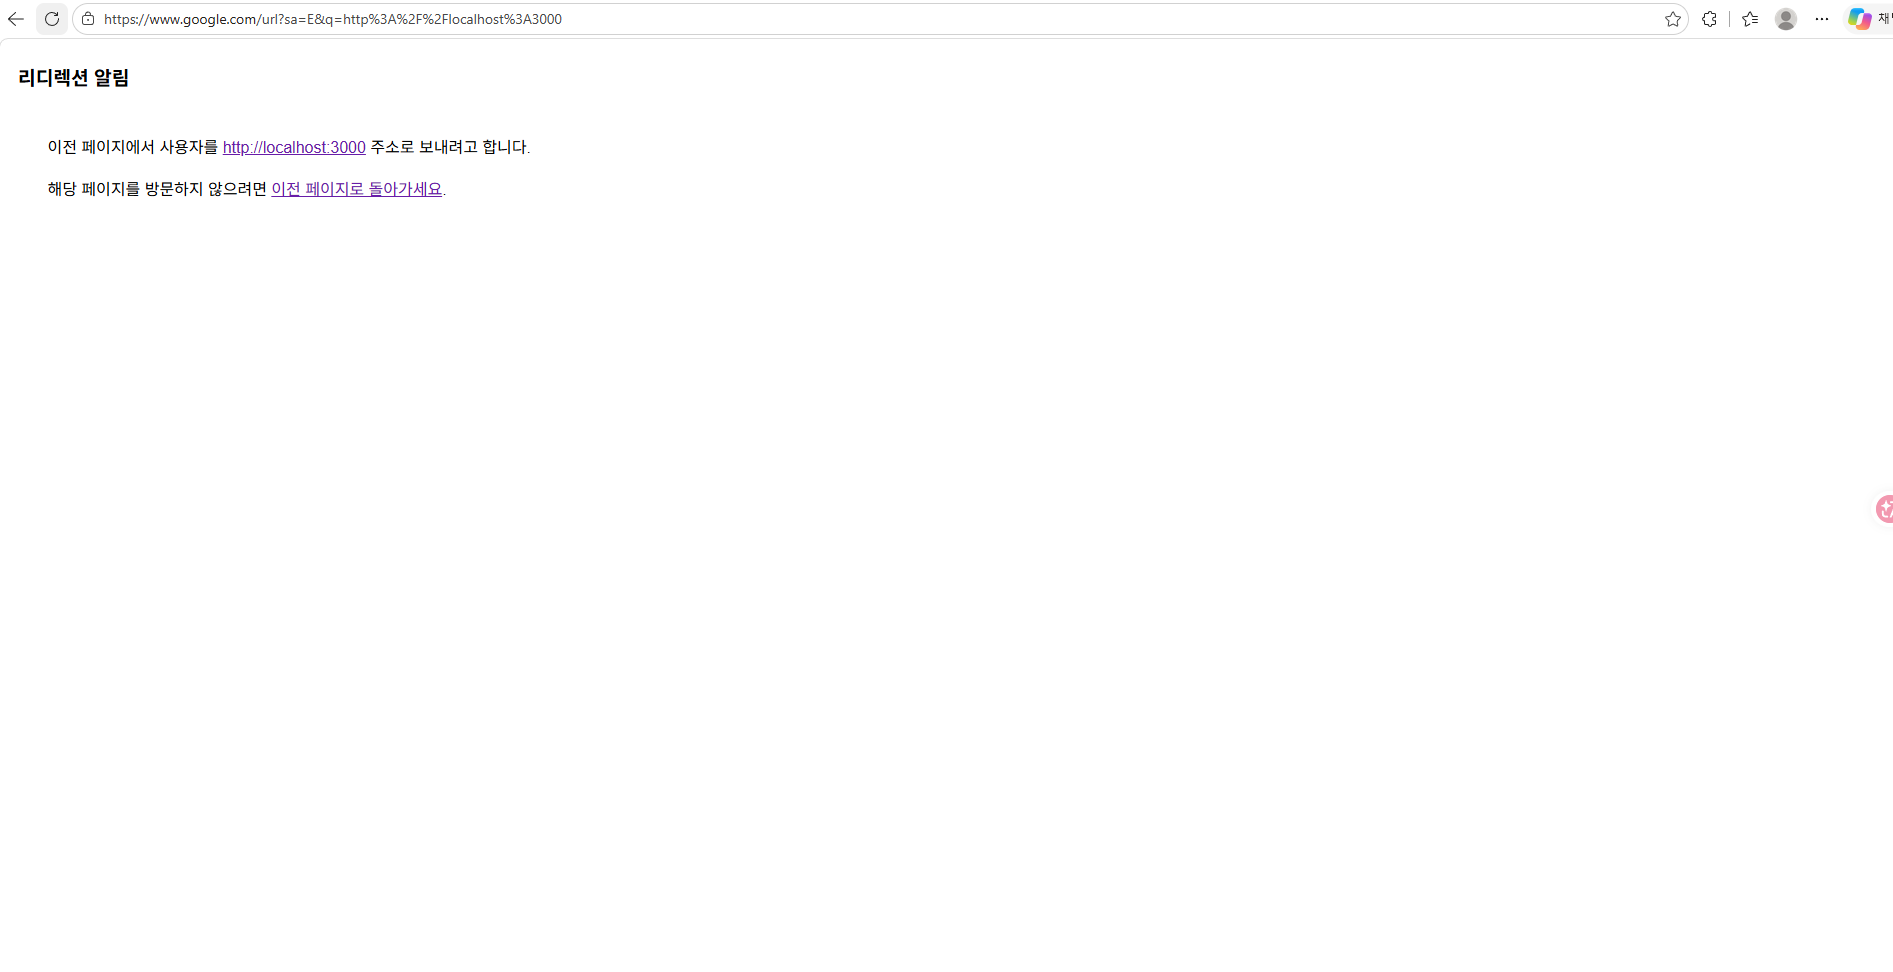 https://www.google.com/url?sa=E&q=http%3A%2F%2Flocalhost%3A3000
리디렉션 알림
이전 페이지에서 사용자를 http://localhost:3000 주소로 보내려고 합니다.
해당 페이지를 방문하지 않으려면 이전 페이지로 돌아가세요.